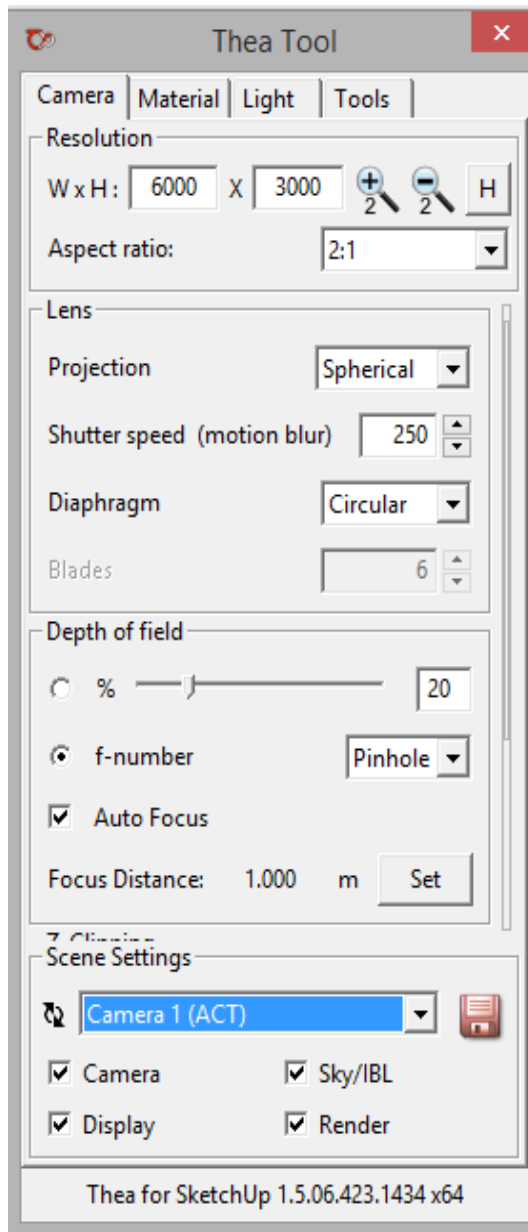 Thea Tool
Camera Material Light Tools
Resolution
W x H : 6000 X 3000 2 2 H
Aspect ratio: 2:1
Lens
Projection Spherical
Shutter speed (motion blur) 250
Diaphragm Circular
Blades 6
Depth of field
% 20
f-number Pinhole
Auto Focus
Focus Distance: 1.000 m Set
Z-Clipping
Scene Settings
Camera 1 (ACT)
Camera Sky/IBL
Display Render
Thea for SketchUp 1.5.06.423.1434 x64